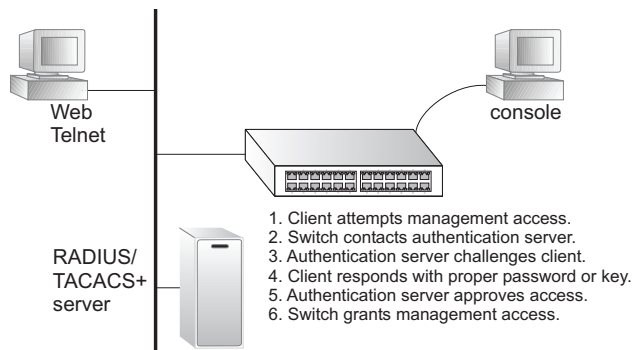 Web
Telnet
console
RADIUS/
TACACS+
server
1. Client attempts management access.
2. Switch contacts authentication server.
3. Authentication server challenges client.
4. Client responds with proper password or key.
5. Authentication server approves access.
6. Switch grants management access.